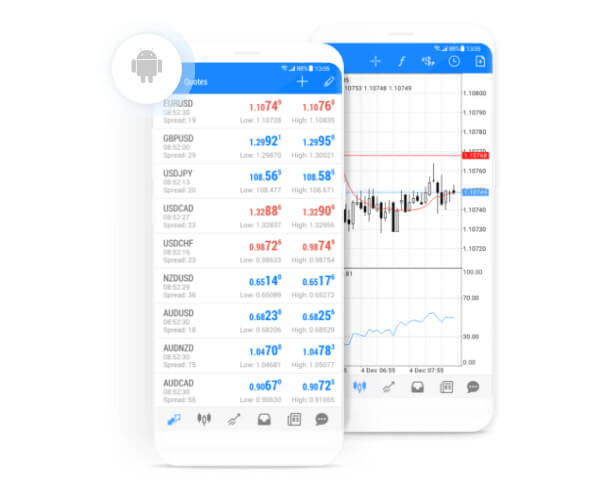 88% 13:05
Quotes
EURUSD
08:52:30
Spread: 30
1.1074⁹ 1.1076⁹
Low: 1.10728 High: 1.10835
GBPUSD
08:52:00
Spread: 29
1.2992¹ 1.2995⁰
Low: 1.29870 High: 1.30021
USDJPY
08:52:13
Spread: 20
108.56⁵ 108.58⁵
Low: 108.477 High: 108.671
USDCAD
08:52:27
Spread: 23
1.3288⁶ 1.3290⁹
Low: 1.32837 High: 1.32956
USDCHF
08:52:16
Spread: 23
0.9872⁶ 0.9874⁹
Low: 0.98633 High: 0.98754
NZDUSD
08:52:29
Spread: 36
0.6514⁰ 0.6517⁶
Low: 0.65099 High: 0.65272
AUDUSD
08:52:30
Spread: 18
0.6823⁸ 0.6825⁶
Low: 0.68206 High: 0.68529
AUDNZD
08:52:30
Spread: 75
1.0470⁸ 1.0478³
Low: 1.04681 High: 1.05077
AUDCAD
08:52:30
Spread: 55
0.9067⁰ 0.9072⁵
Low: 0.90630 High: 0.91066
88% 13:05
.10753 1.10748 1.10749
1.10800
1.10790
1.10780
1.10770
1.10768
1.10749
1.10740
1.10730
1.10720
100.00
70.00
30.00
0.00
.81
4 Dec 06:55 4 Dec 07:55